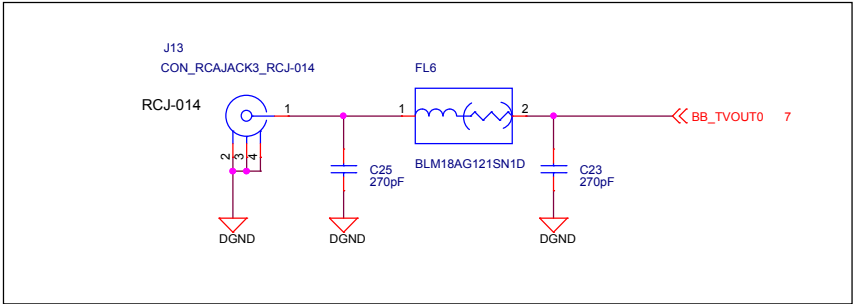 J13
CON_RCAJACK3_RCJ-014
FL6
RCJ-014
1
1
2
BB_TVOUT0 7
2
3
4
BLM18AG121SN1D
C25
270pF
C23
270pF
DGND
DGND
DGND